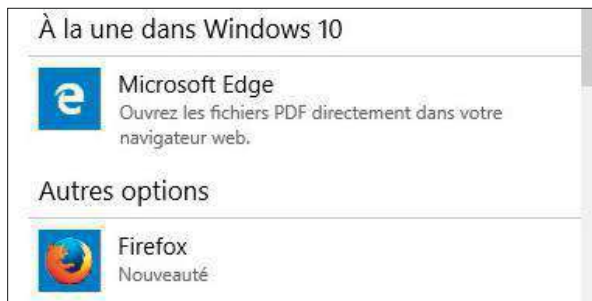 À la une dans Windows 10
Microsoft Edge
Ouvrez les fichiers PDF directement dans votre
navigateur web.
Autres options
Firefox
Nouveauté